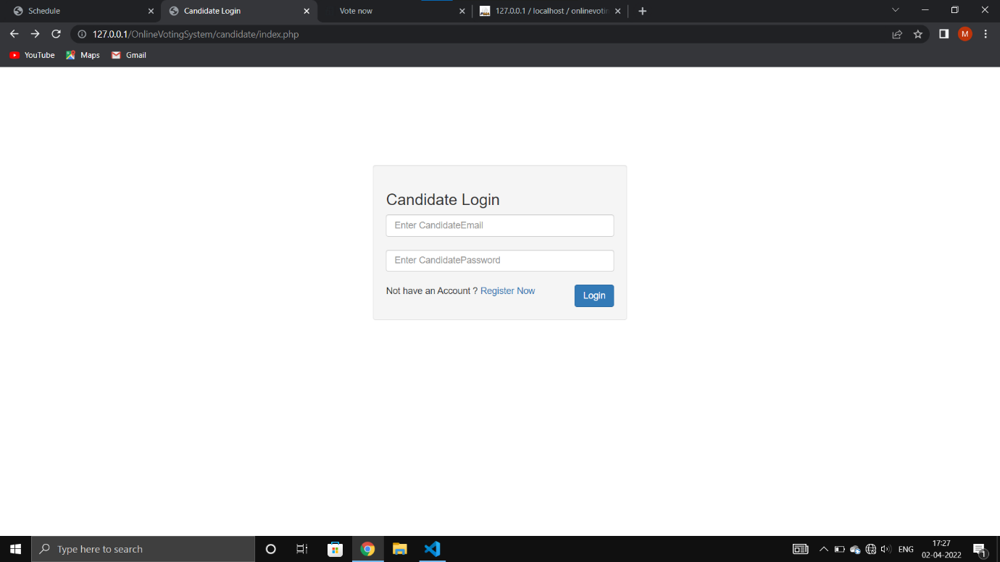 Schedule
Candidate Login
Vote now
127.0.0.1 / localhost / onlinevotin
127.0.0.1/OnlineVotingSystem/candidate/index.php
M
YouTube
Maps
Gmail
Candidate Login
Enter CandidateEmail
Enter CandidatePassword
Not have an Account ? Register Now
Login
Type here to search
ENG
17:27
02-04-2022
1